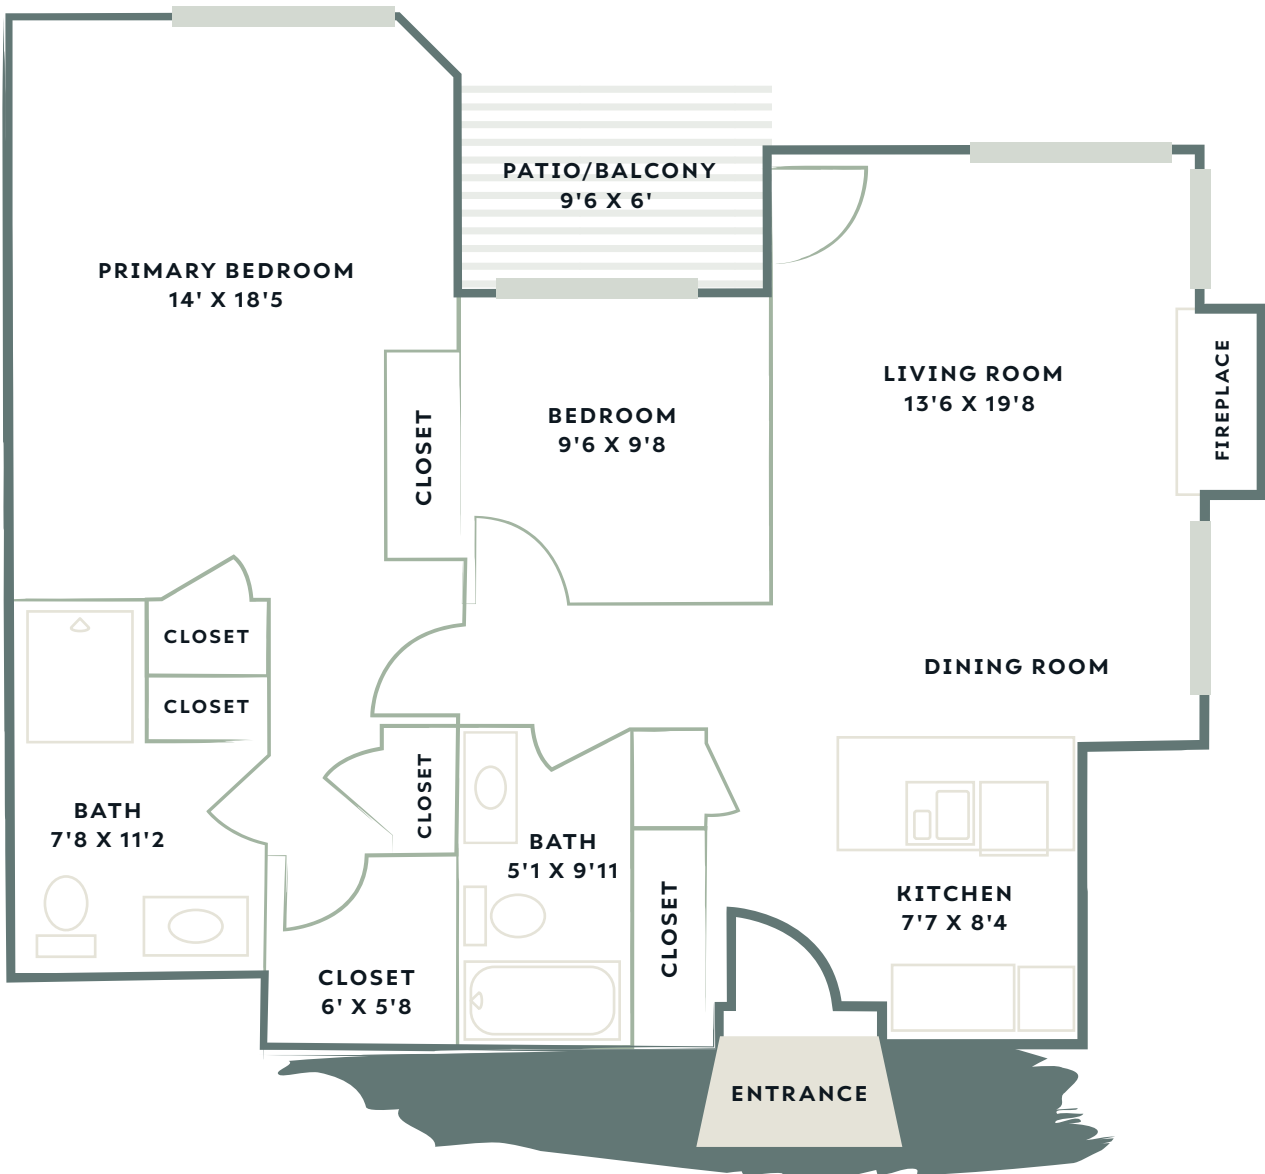 PATIO/BALCONY
9'6 X 6'
PRIMARY BEDROOM
14' X 18'5
LIVING ROOM
13'6 X 19'8
FIREPLACE
CLOSET
BEDROOM
9'6 X 9'8
CLOSET
CLOSET
DINING ROOM
CLOSET
BATH
7'8 X 11'2
BATH
5'1 X 9'11
CLOSET
KITCHEN
7'7 X 8'4
CLOSET
6' X 5'8
ENTRANCE